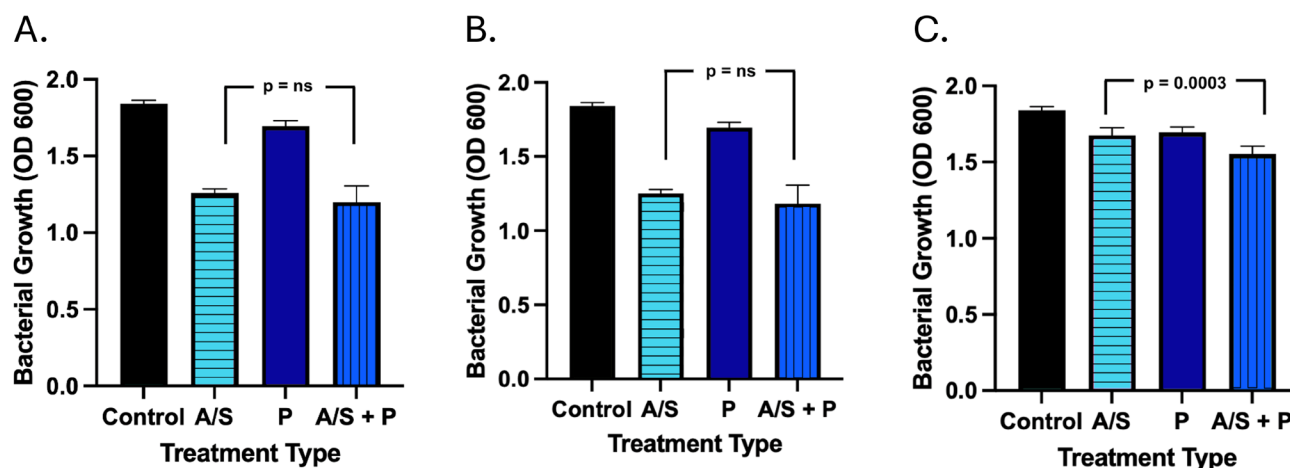 A.
Bacterial Growth (OD 600)
2.0
1.5
1.0
0.5
0.0
p = ns
Control A/S P A/S + P
Treatment Type
B.
Bacterial Growth (OD 600)
2.0
1.5
1.0
0.5
0.0
p = ns
Control A/S P A/S + P
Treatment Type
C.
Bacterial Growth (OD 600)
2.0
1.5
1.0
0.5
0.0
p = 0.0003
Control A/S P A/S + P
Treatment Type